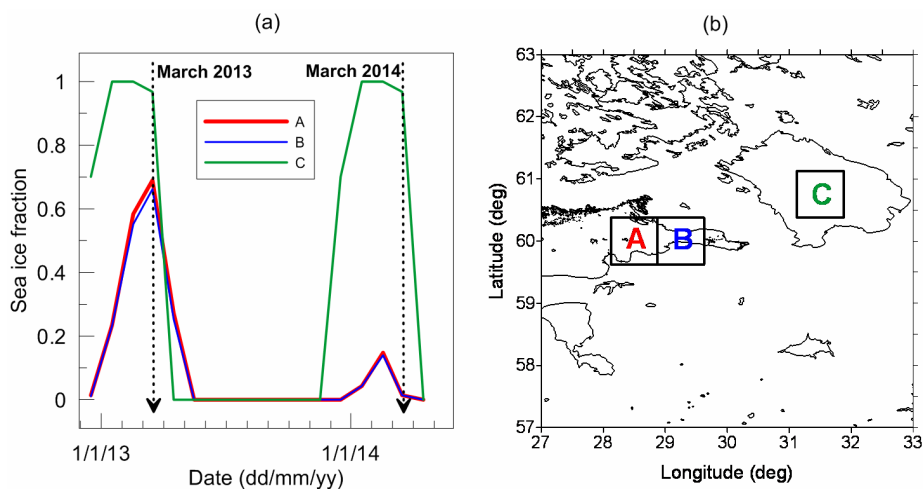 (a)
March 2013
March 2014
A
B
C
1
0.8
0.6
0.4
0.2
0
Sea ice fraction
1/1/13
1/1/14
Date (dd/mm/yy)
(b)
63
62
61
60
59
58
57
Latitude (deg)
A
B
C
27
28
29
30
31
32
33
Longitude (deg)